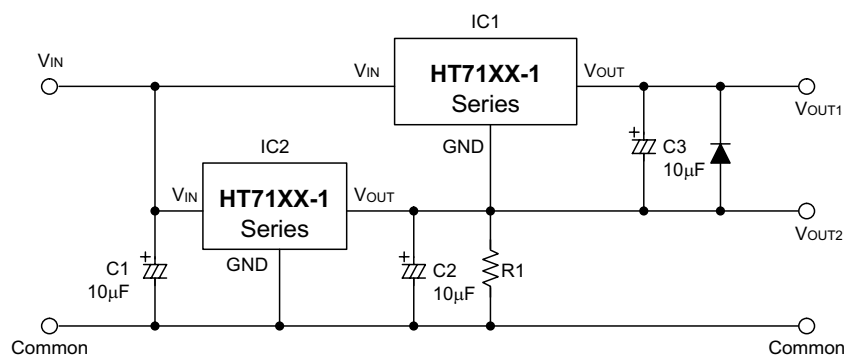 IC1
VIN
VIN
HT71XX-1
Series
VOUT
VOUT1
GND
C3
10μF
IC2
VIN
HT71XX-1
Series
VOUT
VOUT2
GND
C1
10μF
C2
10μF
R1
Common
Common
+
+
+